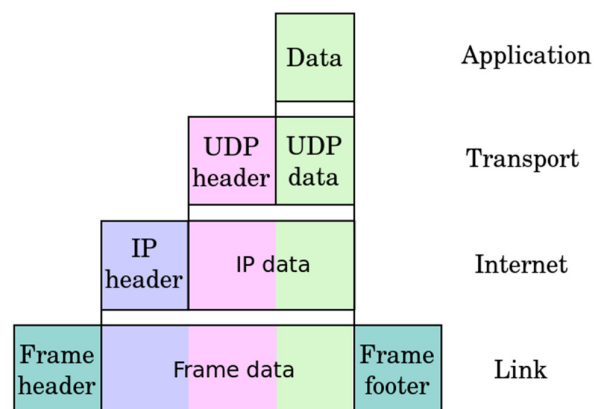 Data
Application
UDP
header
UDP
data
Transport
IP
header
IP data
Internet
Frame
header
Frame data
Frame
footer
Link